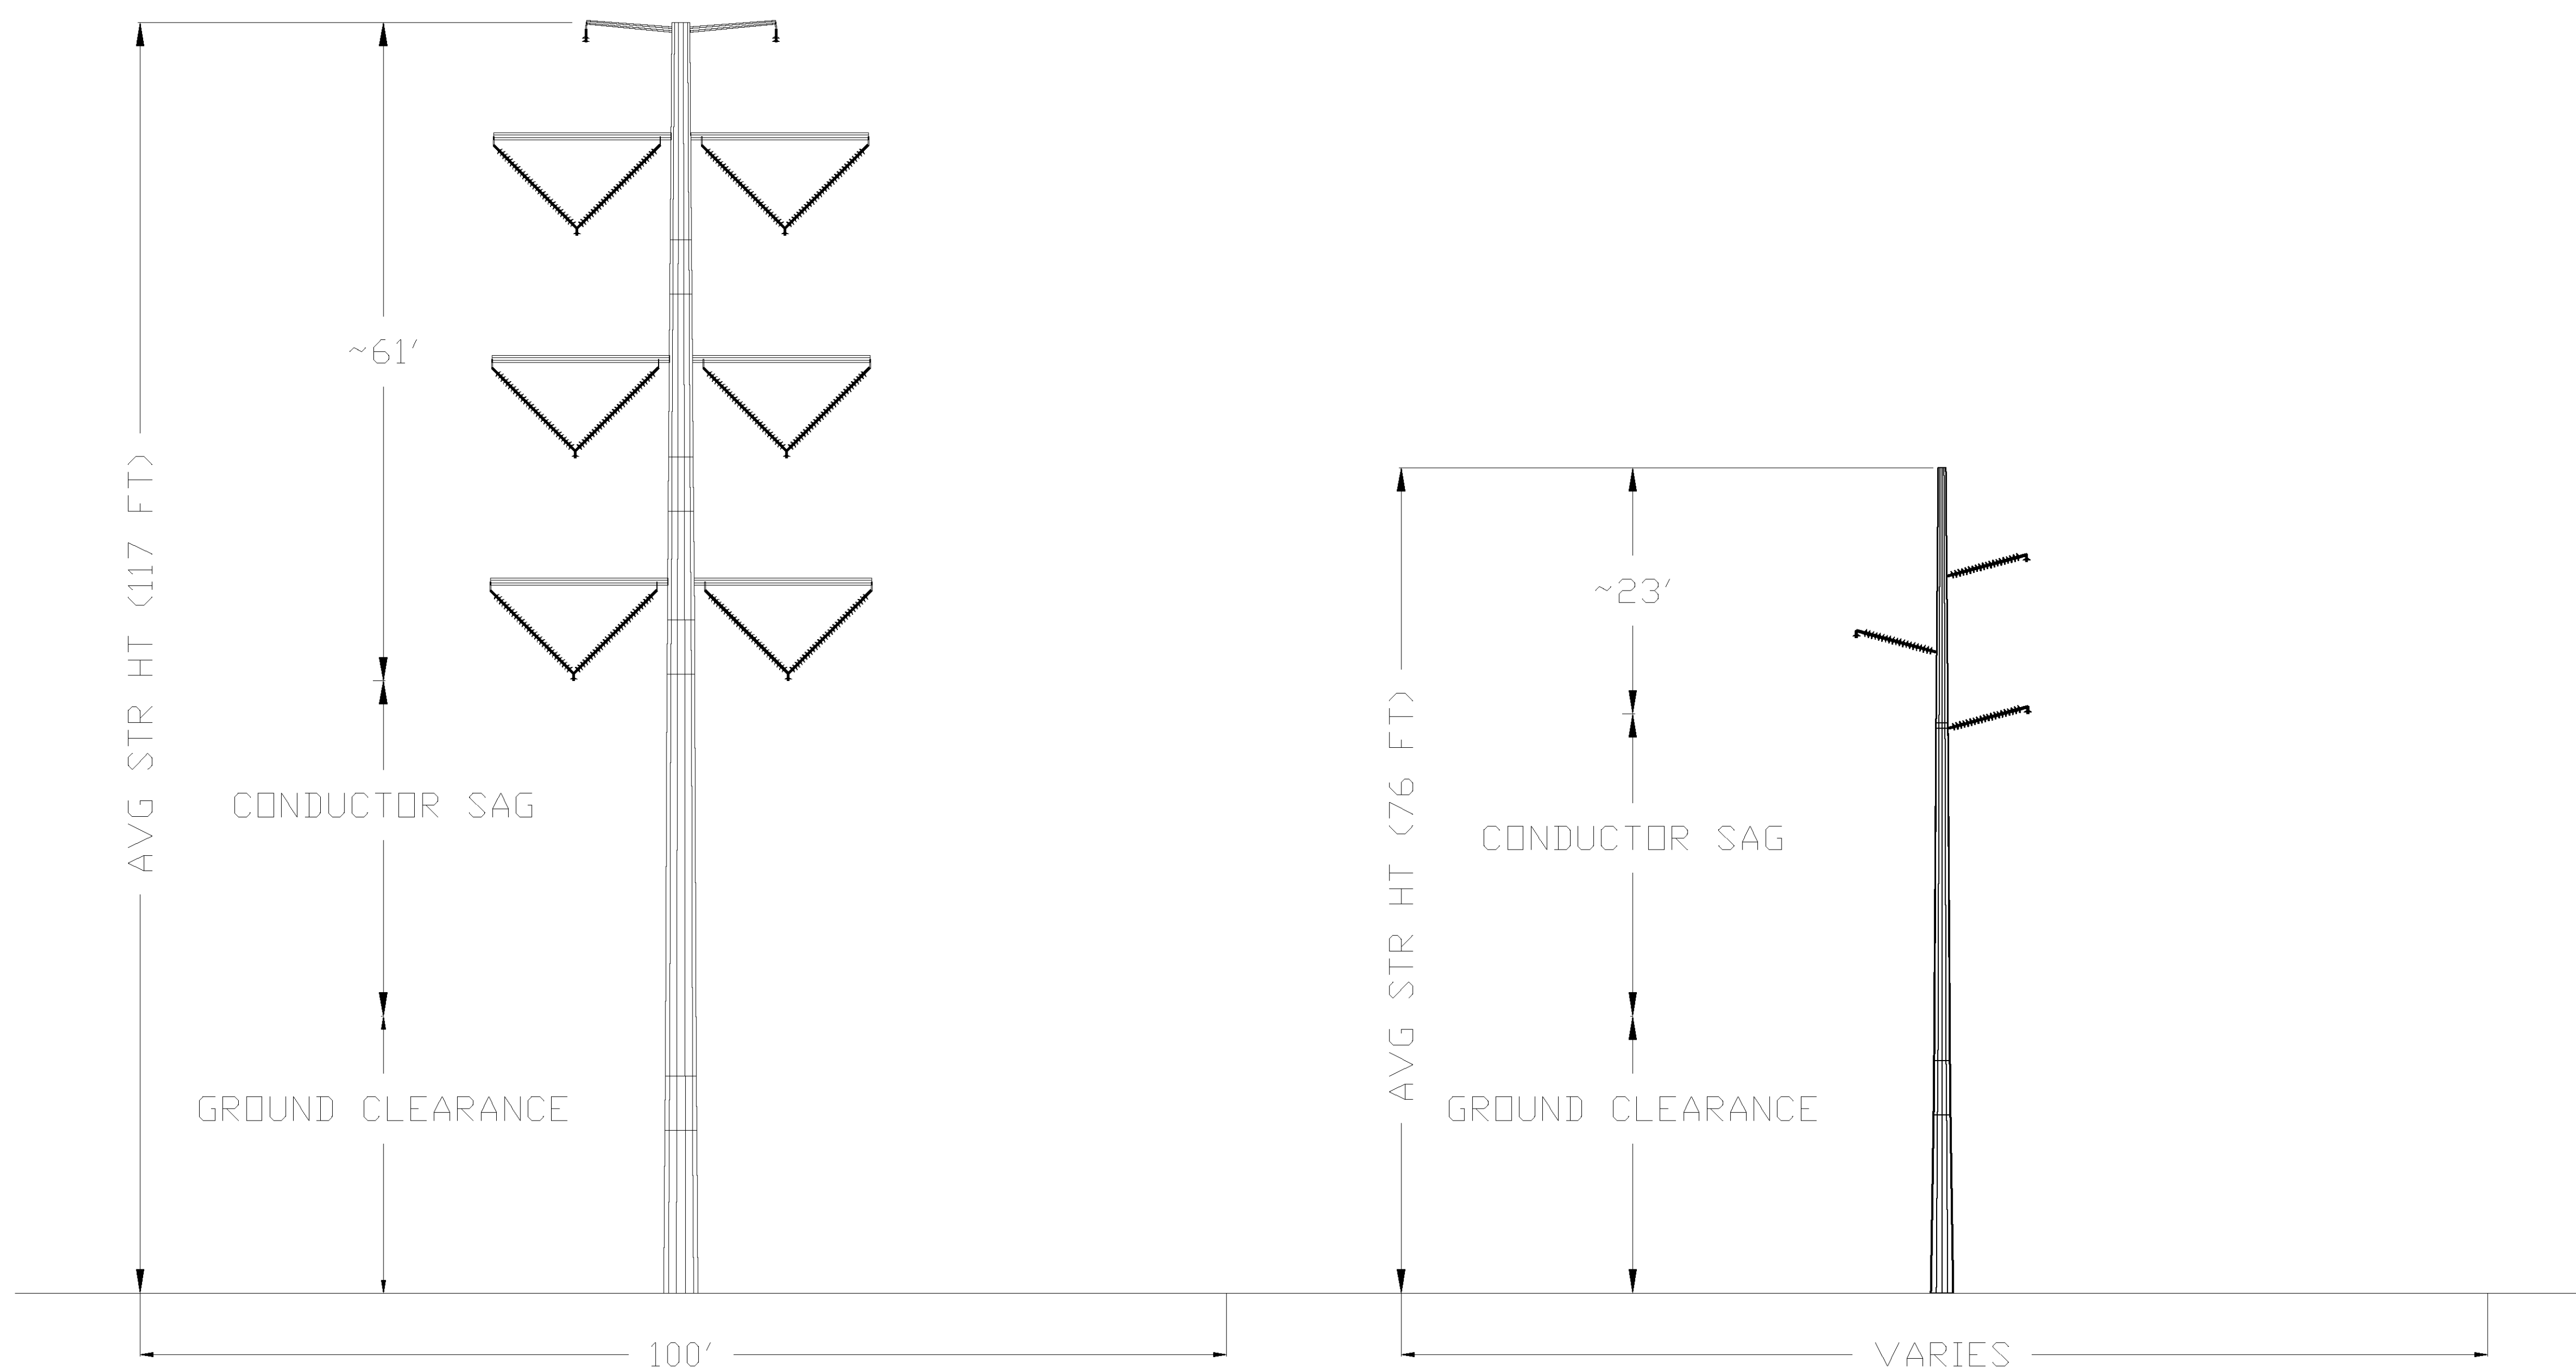 AVG STR HT (117 FT)
~61'
CONDUCTOR SAG
GROUND CLEARANCE
100'
AVG STR HT (76 FT)
~23'
CONDUCTOR SAG
GROUND CLEARANCE
VARIES